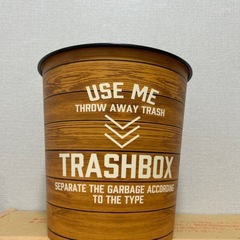 USE ME
THROW AWAY TRASH
TRASHBOX
SEPARATE THE GARBAGE ACCORDING
TO THE TYPE